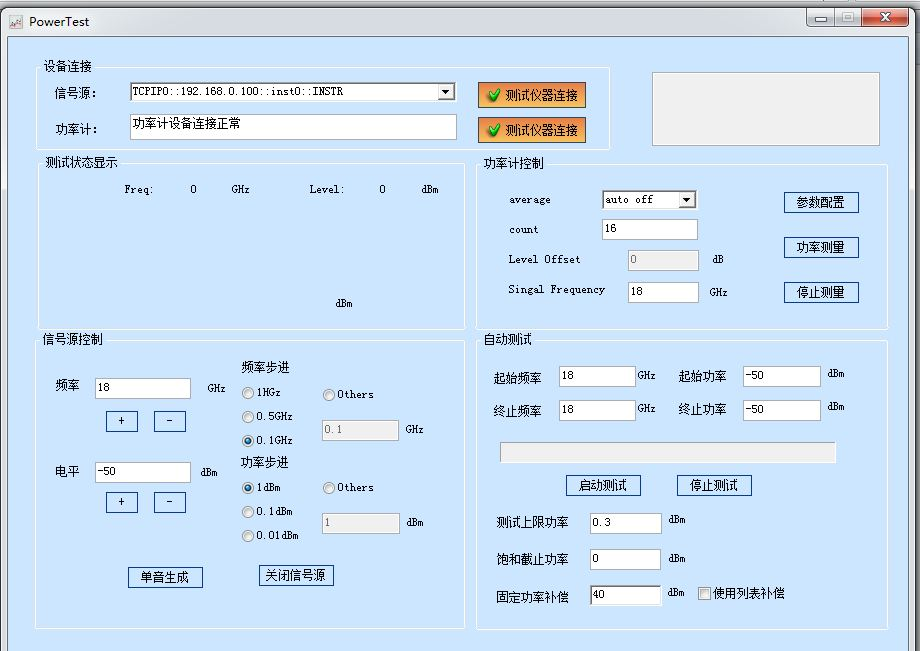 PowerTest
设备连接
信号源: TCPIP0::192.168.0.100::inst0::INSTR 测试仪器连接
功率计: 功率计设备连接正常 测试仪器连接
测试状态显示
Freq: 0 GHz Level: 0 dBm
dBm
功率计控制
average auto off 参数配置
count 16
功率测量
Level Offset 0 dB
Singal Frequency 18 GHz 停止测量
信号源控制
频率 18 GHz
+ -
频率步进
1HGz Others
0.5GHz
0.1 GHz
0.1GHz
电平 -50 dBm
+ -
功率步进
1dBm Others
0.1dBm
1 dBm
0.01dBm
单音生成 关闭信号源
自动测试
起始频率 18 GHz 起始功率 -50 dBm
终止频率 18 GHz 终止功率 -50 dBm
启动测试 停止测试
测试上限功率 0.3 dBm
饱和截止功率 0 dBm
固定功率补偿 40 dBm 使用列表补偿